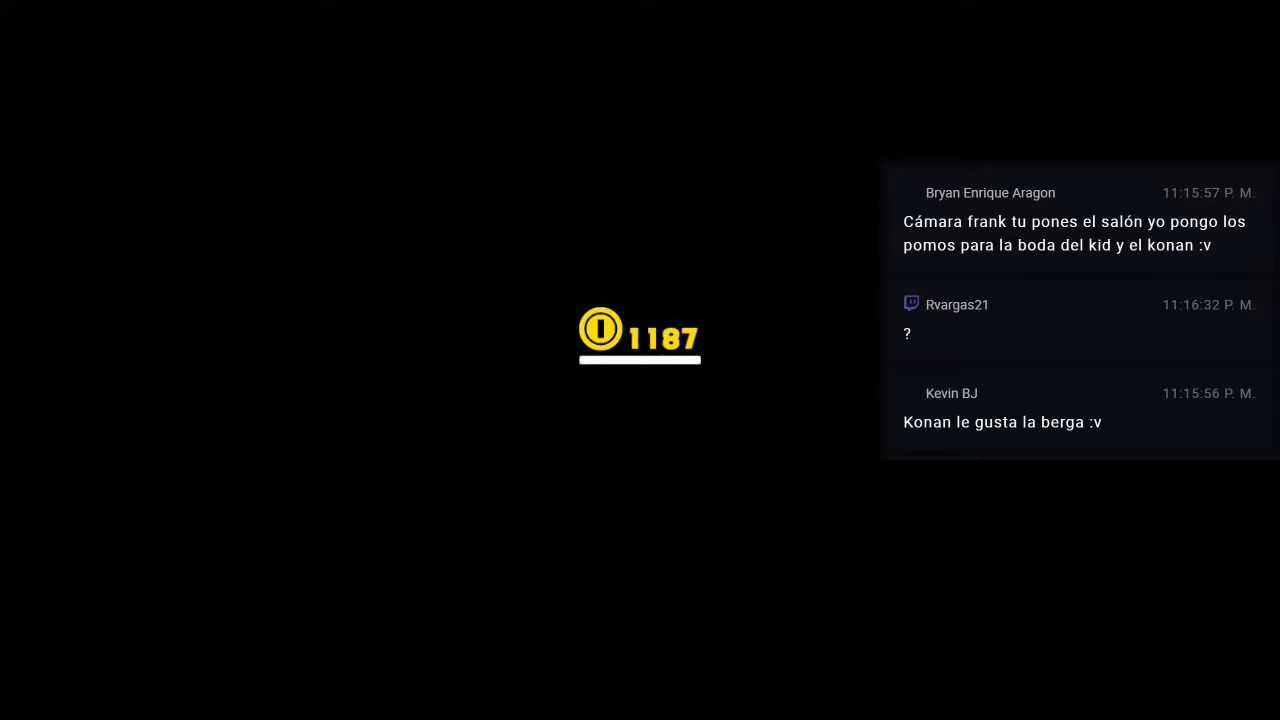 1187
Bryan Enrique Aragon 11:15:57 P. M.
Cámara frank tu pones el salón yo pongo los
pomos para la boda del kid y el konan :v
Rvargas21 11:16:32 P. M.
?
Kevin BJ 11:15:56 P. M.
Konan le gusta la berga :v